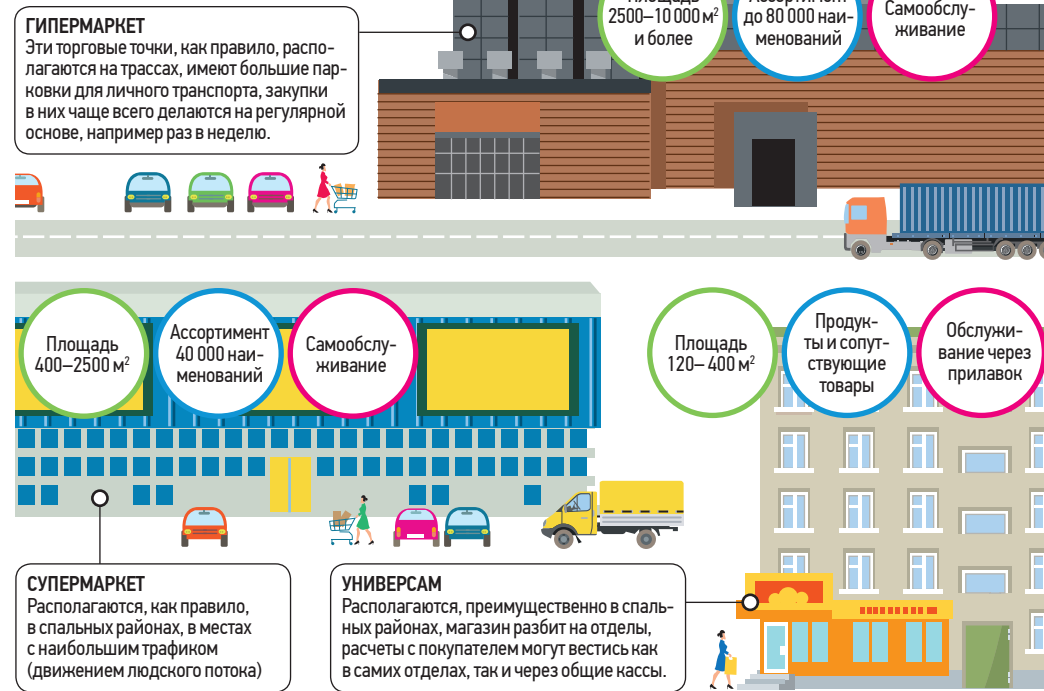 ГИПЕРМАРКЕТ
Эти торговые точки, как правило, распо-
лагаются на трассах, имеют большие пар-
ковки для личного транспорта, закупки
в них чаще всего делаются на регулярной
основе, например раз в неделю.
Площадь
2500–10 000 м²
и более
Ассортимент
до 80 000 наи-
менований
Самообслу-
живание
Площадь
400–2500 м²
Ассортимент
40 000 наи-
менований
Самообслу-
живание
Площадь
120– 400 м²
Продук-
ты и сопут-
ствующие
товары
Обслужи-
вание через
прилавок
СУПЕРМАРКЕТ
Располагаются, как правило,
в спальных районах, в местах
с наибольшим трафиком
(движением людского потока)
УНИВЕРСАМ
Располагаются, преимущественно в спаль-
ных районах, магазин разбит на отделы,
расчеты с покупателем могут вестись как
в самих отделах, так и через общие кассы.